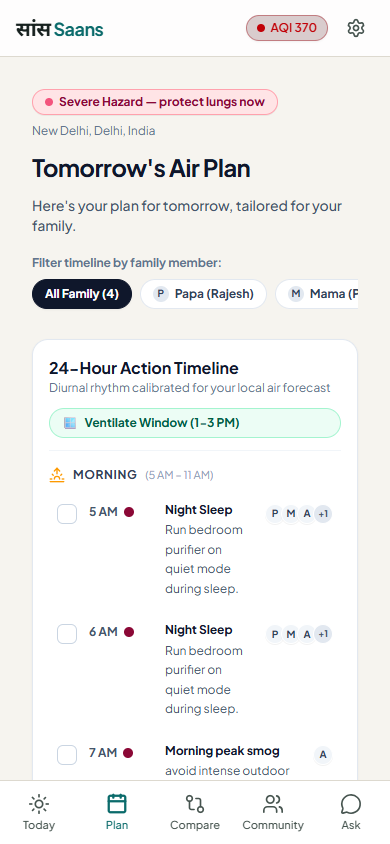 सांस Saans
AQI 370
Severe Hazard — protect lungs now
New Delhi, Delhi, India
Tomorrow's Air Plan
Here's your plan for tomorrow, tailored for your
family.
Filter timeline by family member:
All Family (4)
P Papa (Rajesh)
M Mama (P
24-Hour Action Timeline
Diurnal rhythm calibrated for your local air forecast
Ventilate Window (1–3 PM)
MORNING (5 AM – 11 AM)
5 AM Night Sleep P M A +1
Run bedroom
purifier on
quiet mode
during sleep.
6 AM Night Sleep P M A +1
Run bedroom
purifier on
quiet mode
during sleep.
7 AM Morning peak smog A
avoid intense outdoor
Today Plan Compare Community Ask